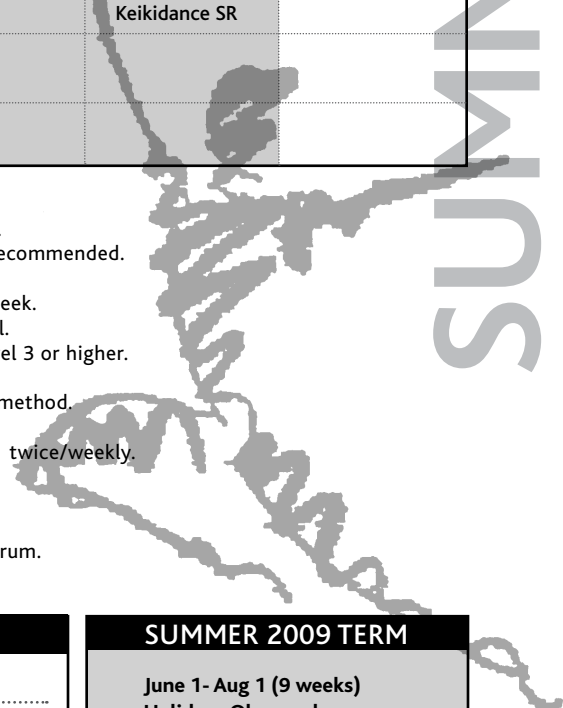 Keikidance SR
ecommended.
eek.
l.
el 3 or higher.
method.
twice/weekly.
rum.
SUMM
SUMMER 2009 TERM
June 1- Aug 1 (9 weeks)